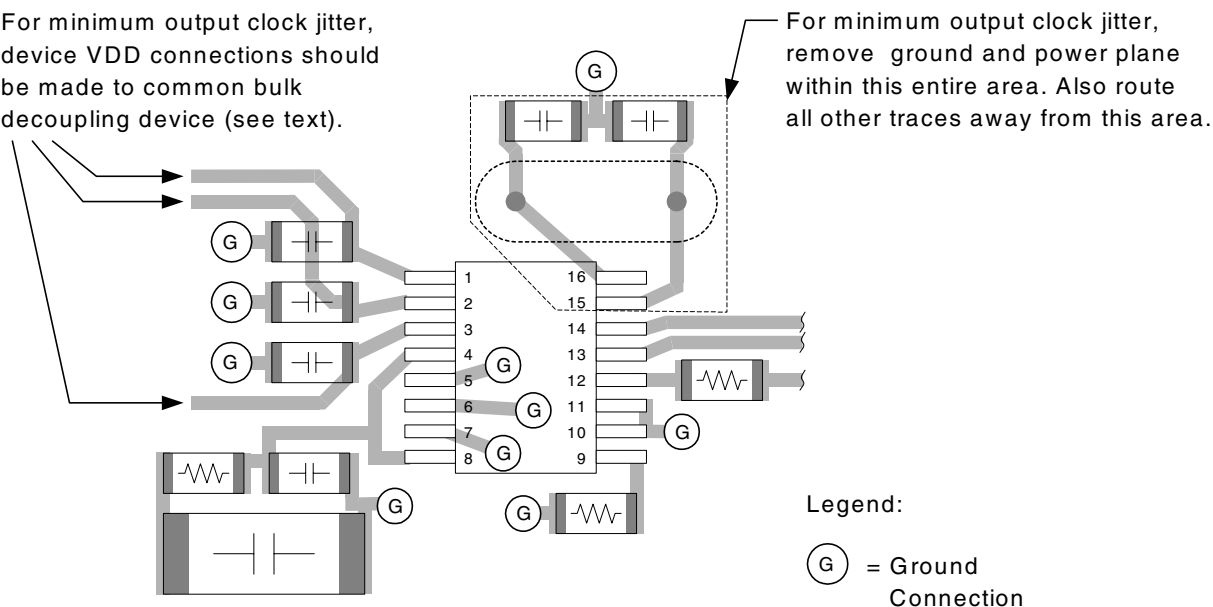 For minimum output clock jitter,
device VDD connections should
be made to common bulk
decoupling device (see text).
For minimum output clock jitter,
remove ground and power plane
within this entire area. Also route
all other traces away from this area.
G
G
G
G
1
2
3
4
5
6
7
8
16
15
14
13
12
11
10
9
G
G
G
G
G
G
Legend:
G = Ground
Connection